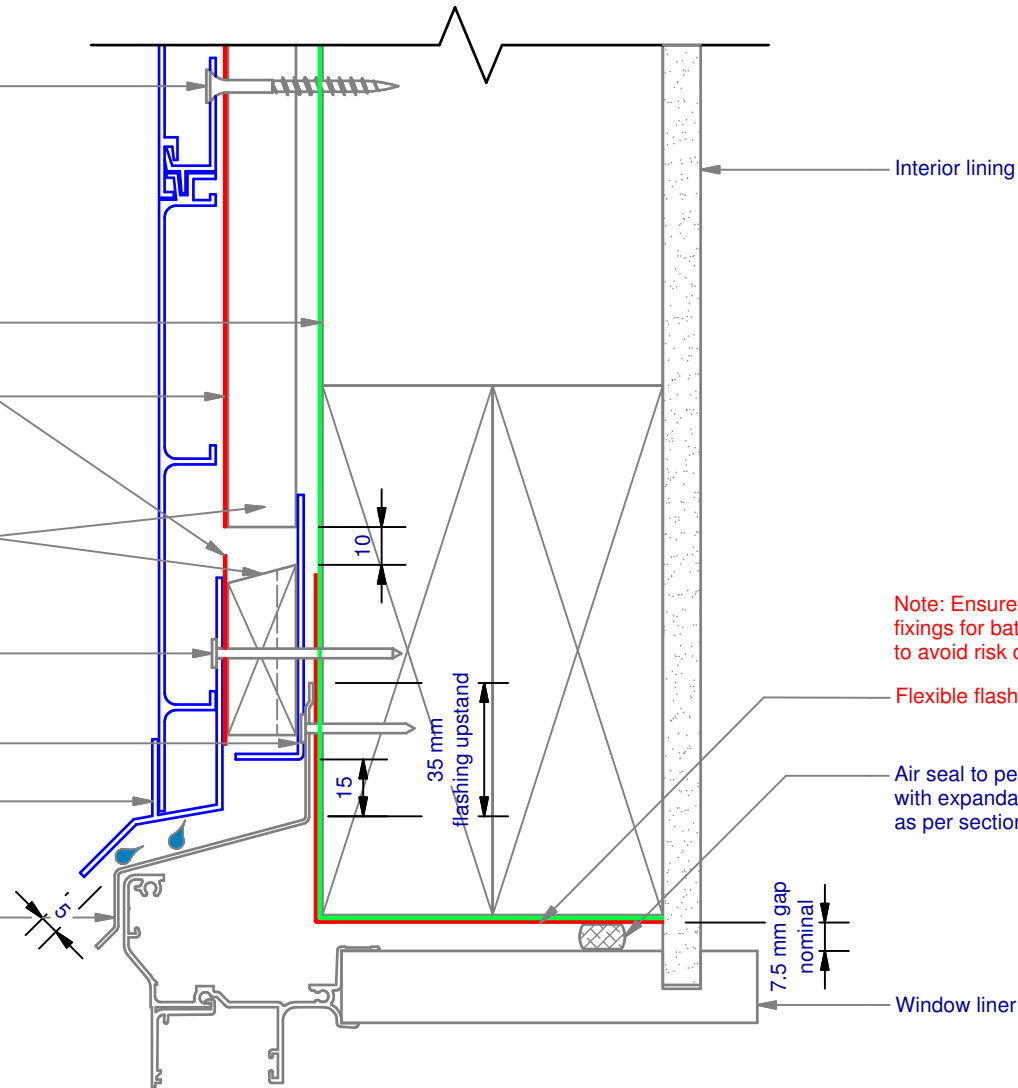 Interior lining
10
Note: Ensure
fixings for bat
to avoid risk o
Flexible flash
35 mm
flashing upstand
15
Air seal to pe
with expanda
as per section
5
7.5 mm gap
nominal
Window liner